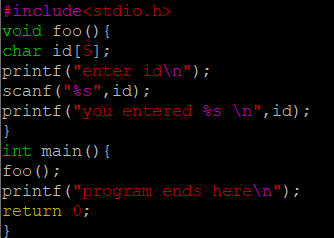 #include<stdio.h>
void foo(){
char id[5];
printf("enter id\n");
scanf("%s",id);
printf("you entered %s \n",id);
}
int main(){
foo();
printf("program ends here\n");
return 0;
}